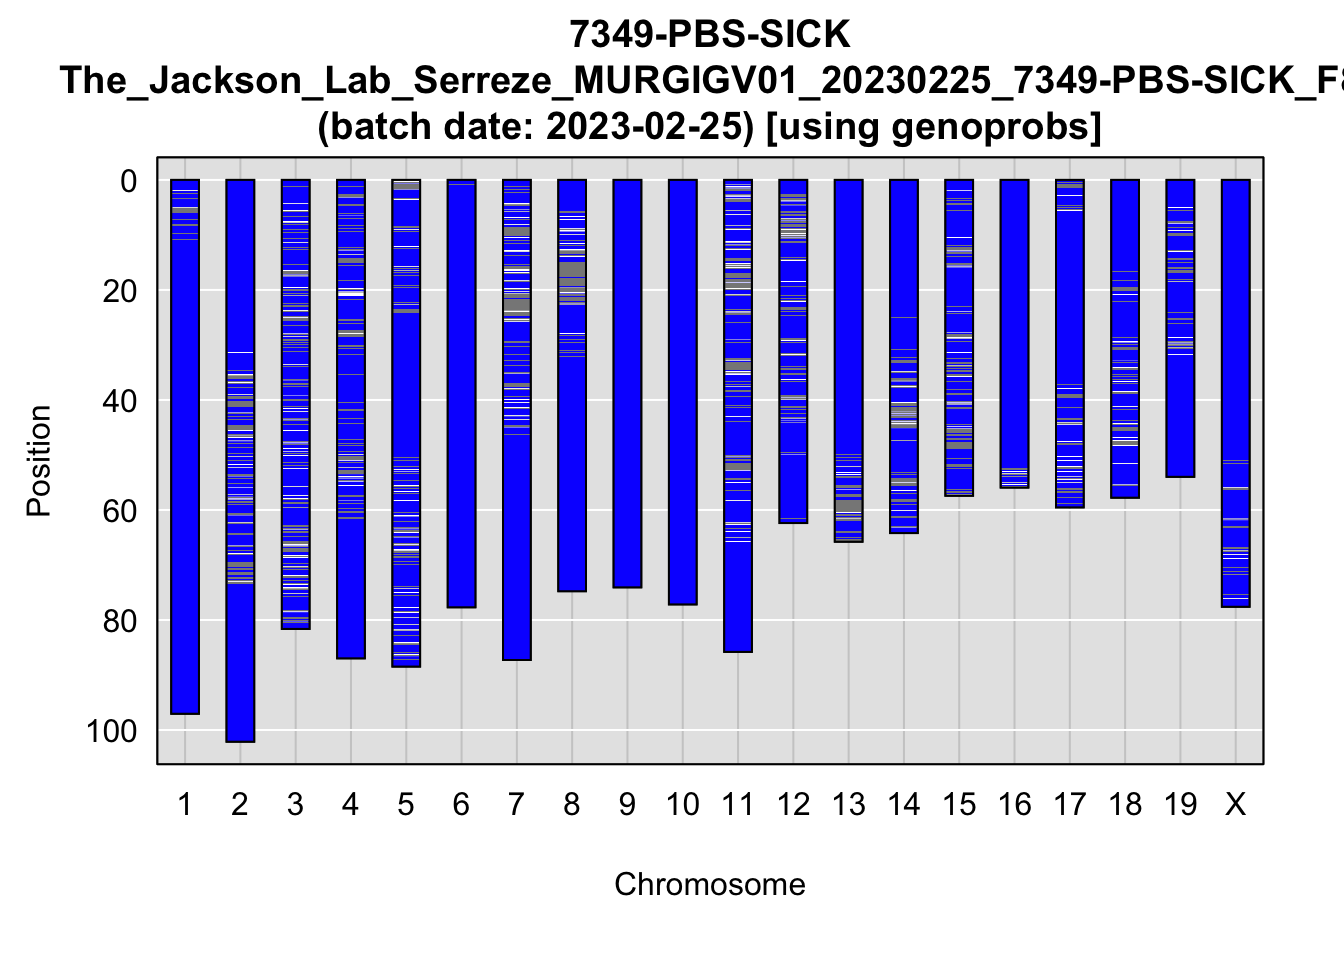 7349-PBS-SICK
The_Jackson_Lab_Serreze_MURGIGV01_20230225_7349-PBS-SICK_F8
(batch date: 2023-02-25) [using genoprobs]
0
20
40
60
80
100
Position
1 2 3 4 5 6 7 8 9 10 11 12 13 14 15 16 17 18 19 X
Chromosome